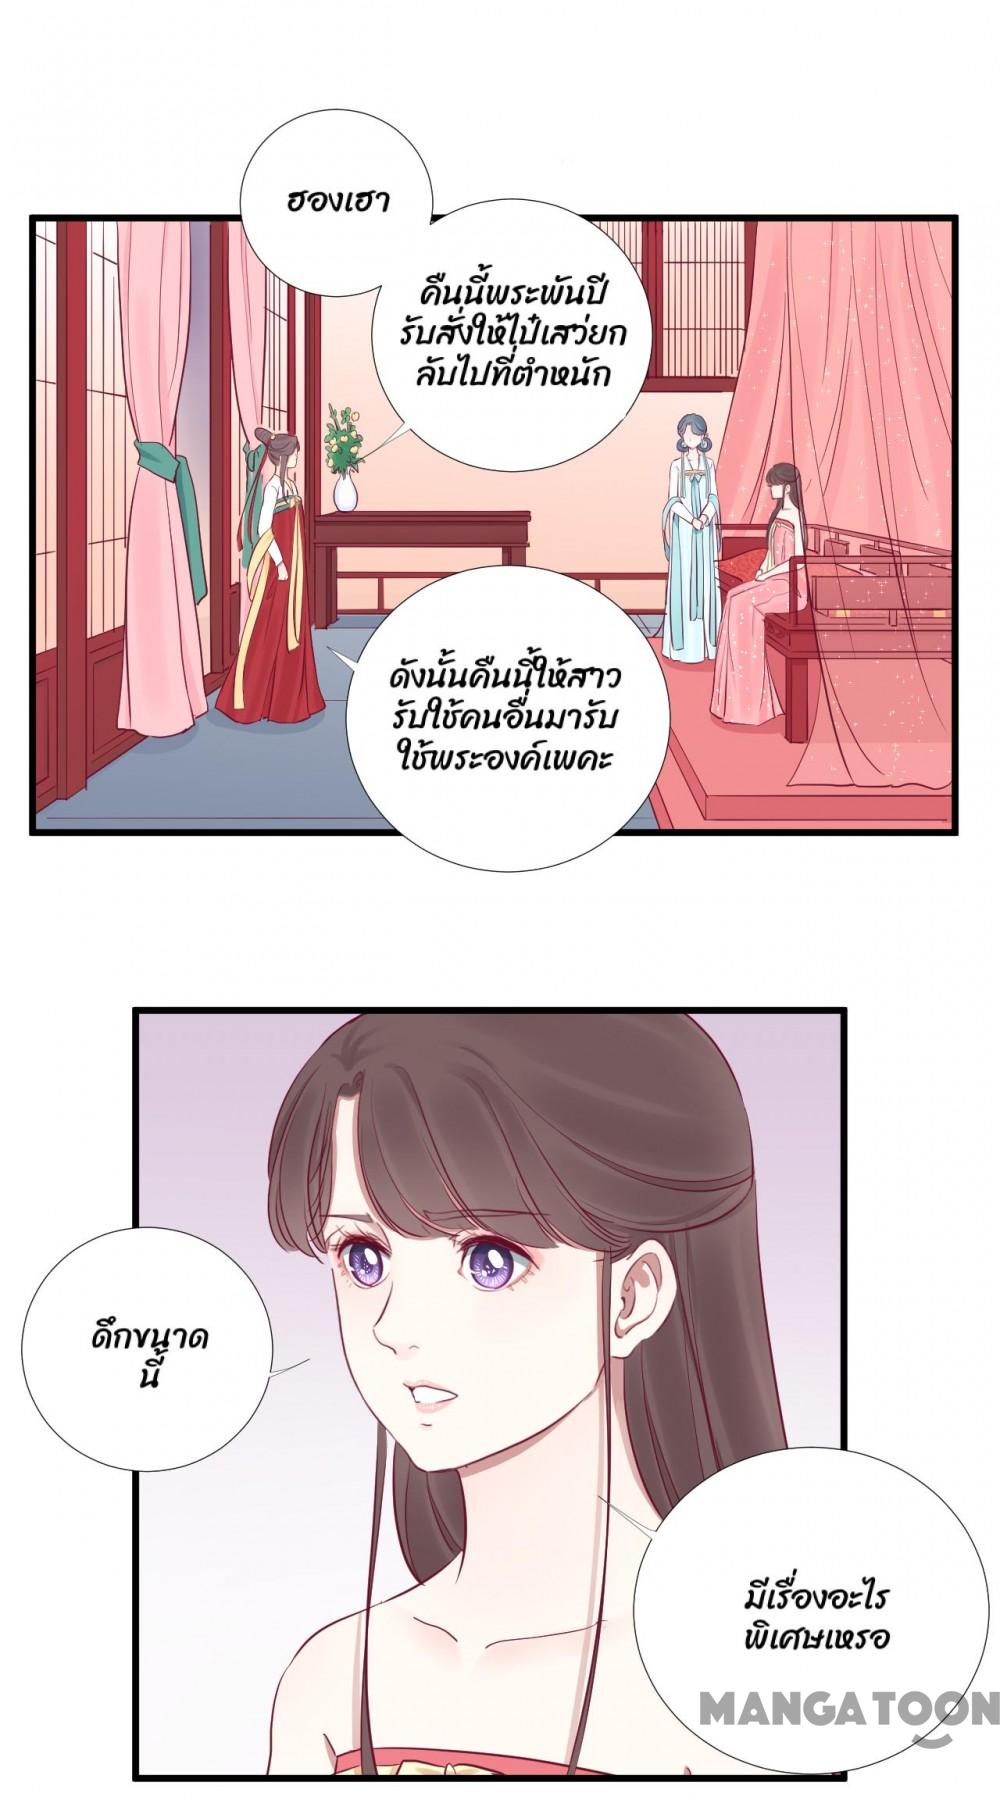 ฮองเฮา
คืนนี้พระพันปี
รับสั่งให้ไป๋เสว่ยก
ลับไปที่ตำหนัก
ดังนั้นคืนนี้ให้สาว
รับใช้คนอื่นมารับ
ใช้พระองค์เพคะ
ดึกขนาด
นี้
มีเรื่องอะไร
พิเศษเหรอ
MANGATOON